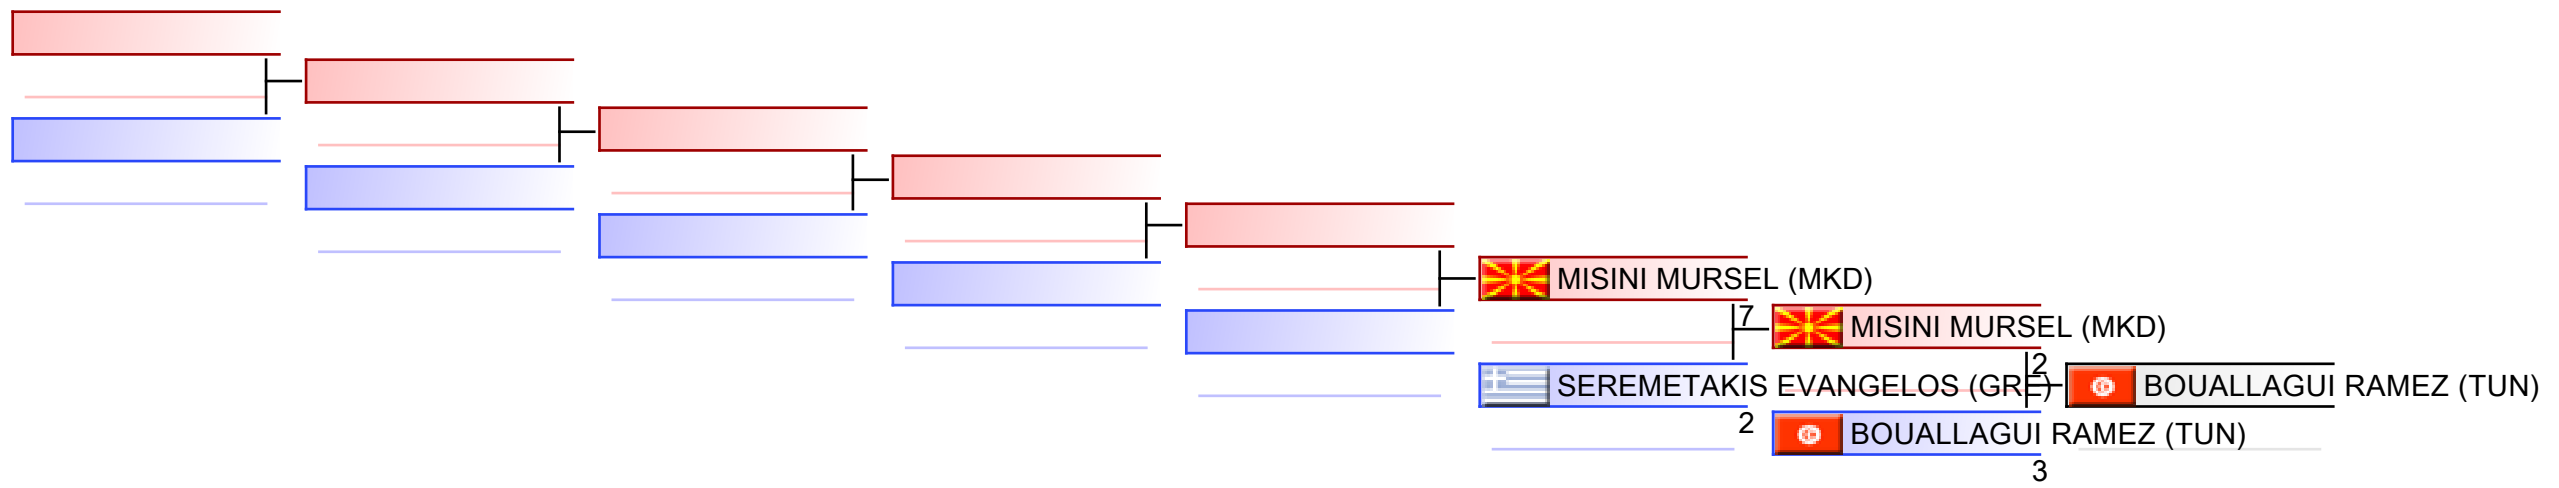 MISINI MURSEL (MKD)
7
MISINI MURSEL (MKD)
2
SEREMETAKIS EVANGELOS (GRE)
BOUALLAGUI RAMEZ (TUN)
2
BOUALLAGUI RAMEZ (TUN)
3